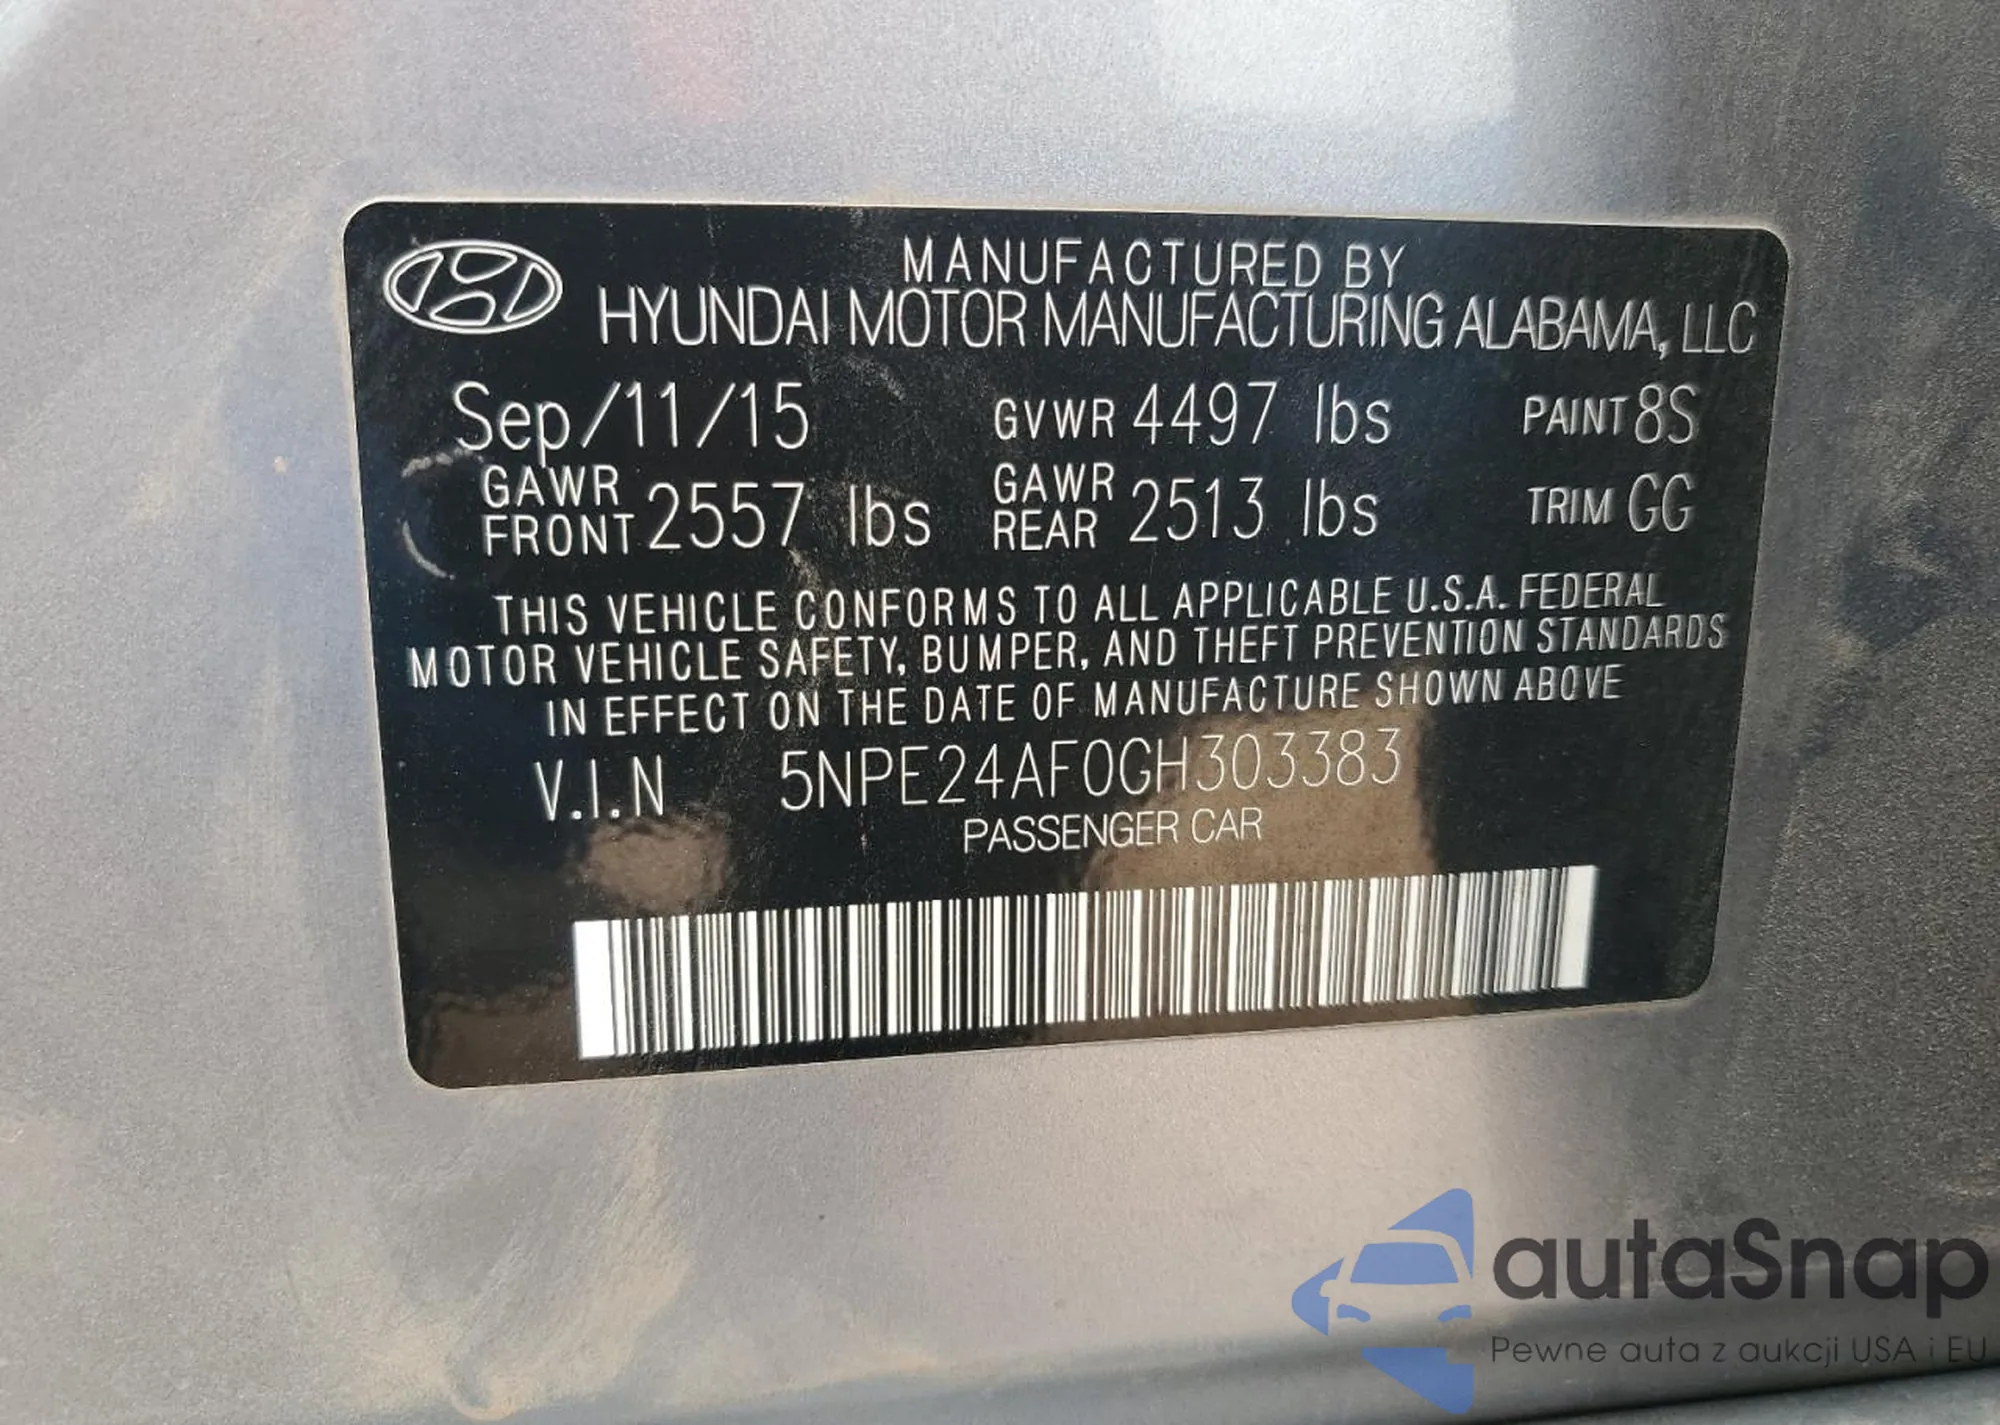 MANUFACTURED BY
HYUNDAI MOTOR MANUFACTURING ALABAMA, LLC
Sep/11/15 GVWR 4497 lbs PAINT 8S
GAWR FRONT 2557 lbs GAWR REAR 2513 lbs TRIM GG
THIS VEHICLE CONFORMS TO ALL APPLICABLE U.S.A. FEDERAL
MOTOR VEHICLE SAFETY, BUMPER, AND THEFT PREVENTION STANDARDS
IN EFFECT ON THE DATE OF MANUFACTURE SHOWN ABOVE
V.I.N 5NPE24AF0GH303383
PASSENGER CAR
autaSnap
Pewne auta z aukcji USA i EU